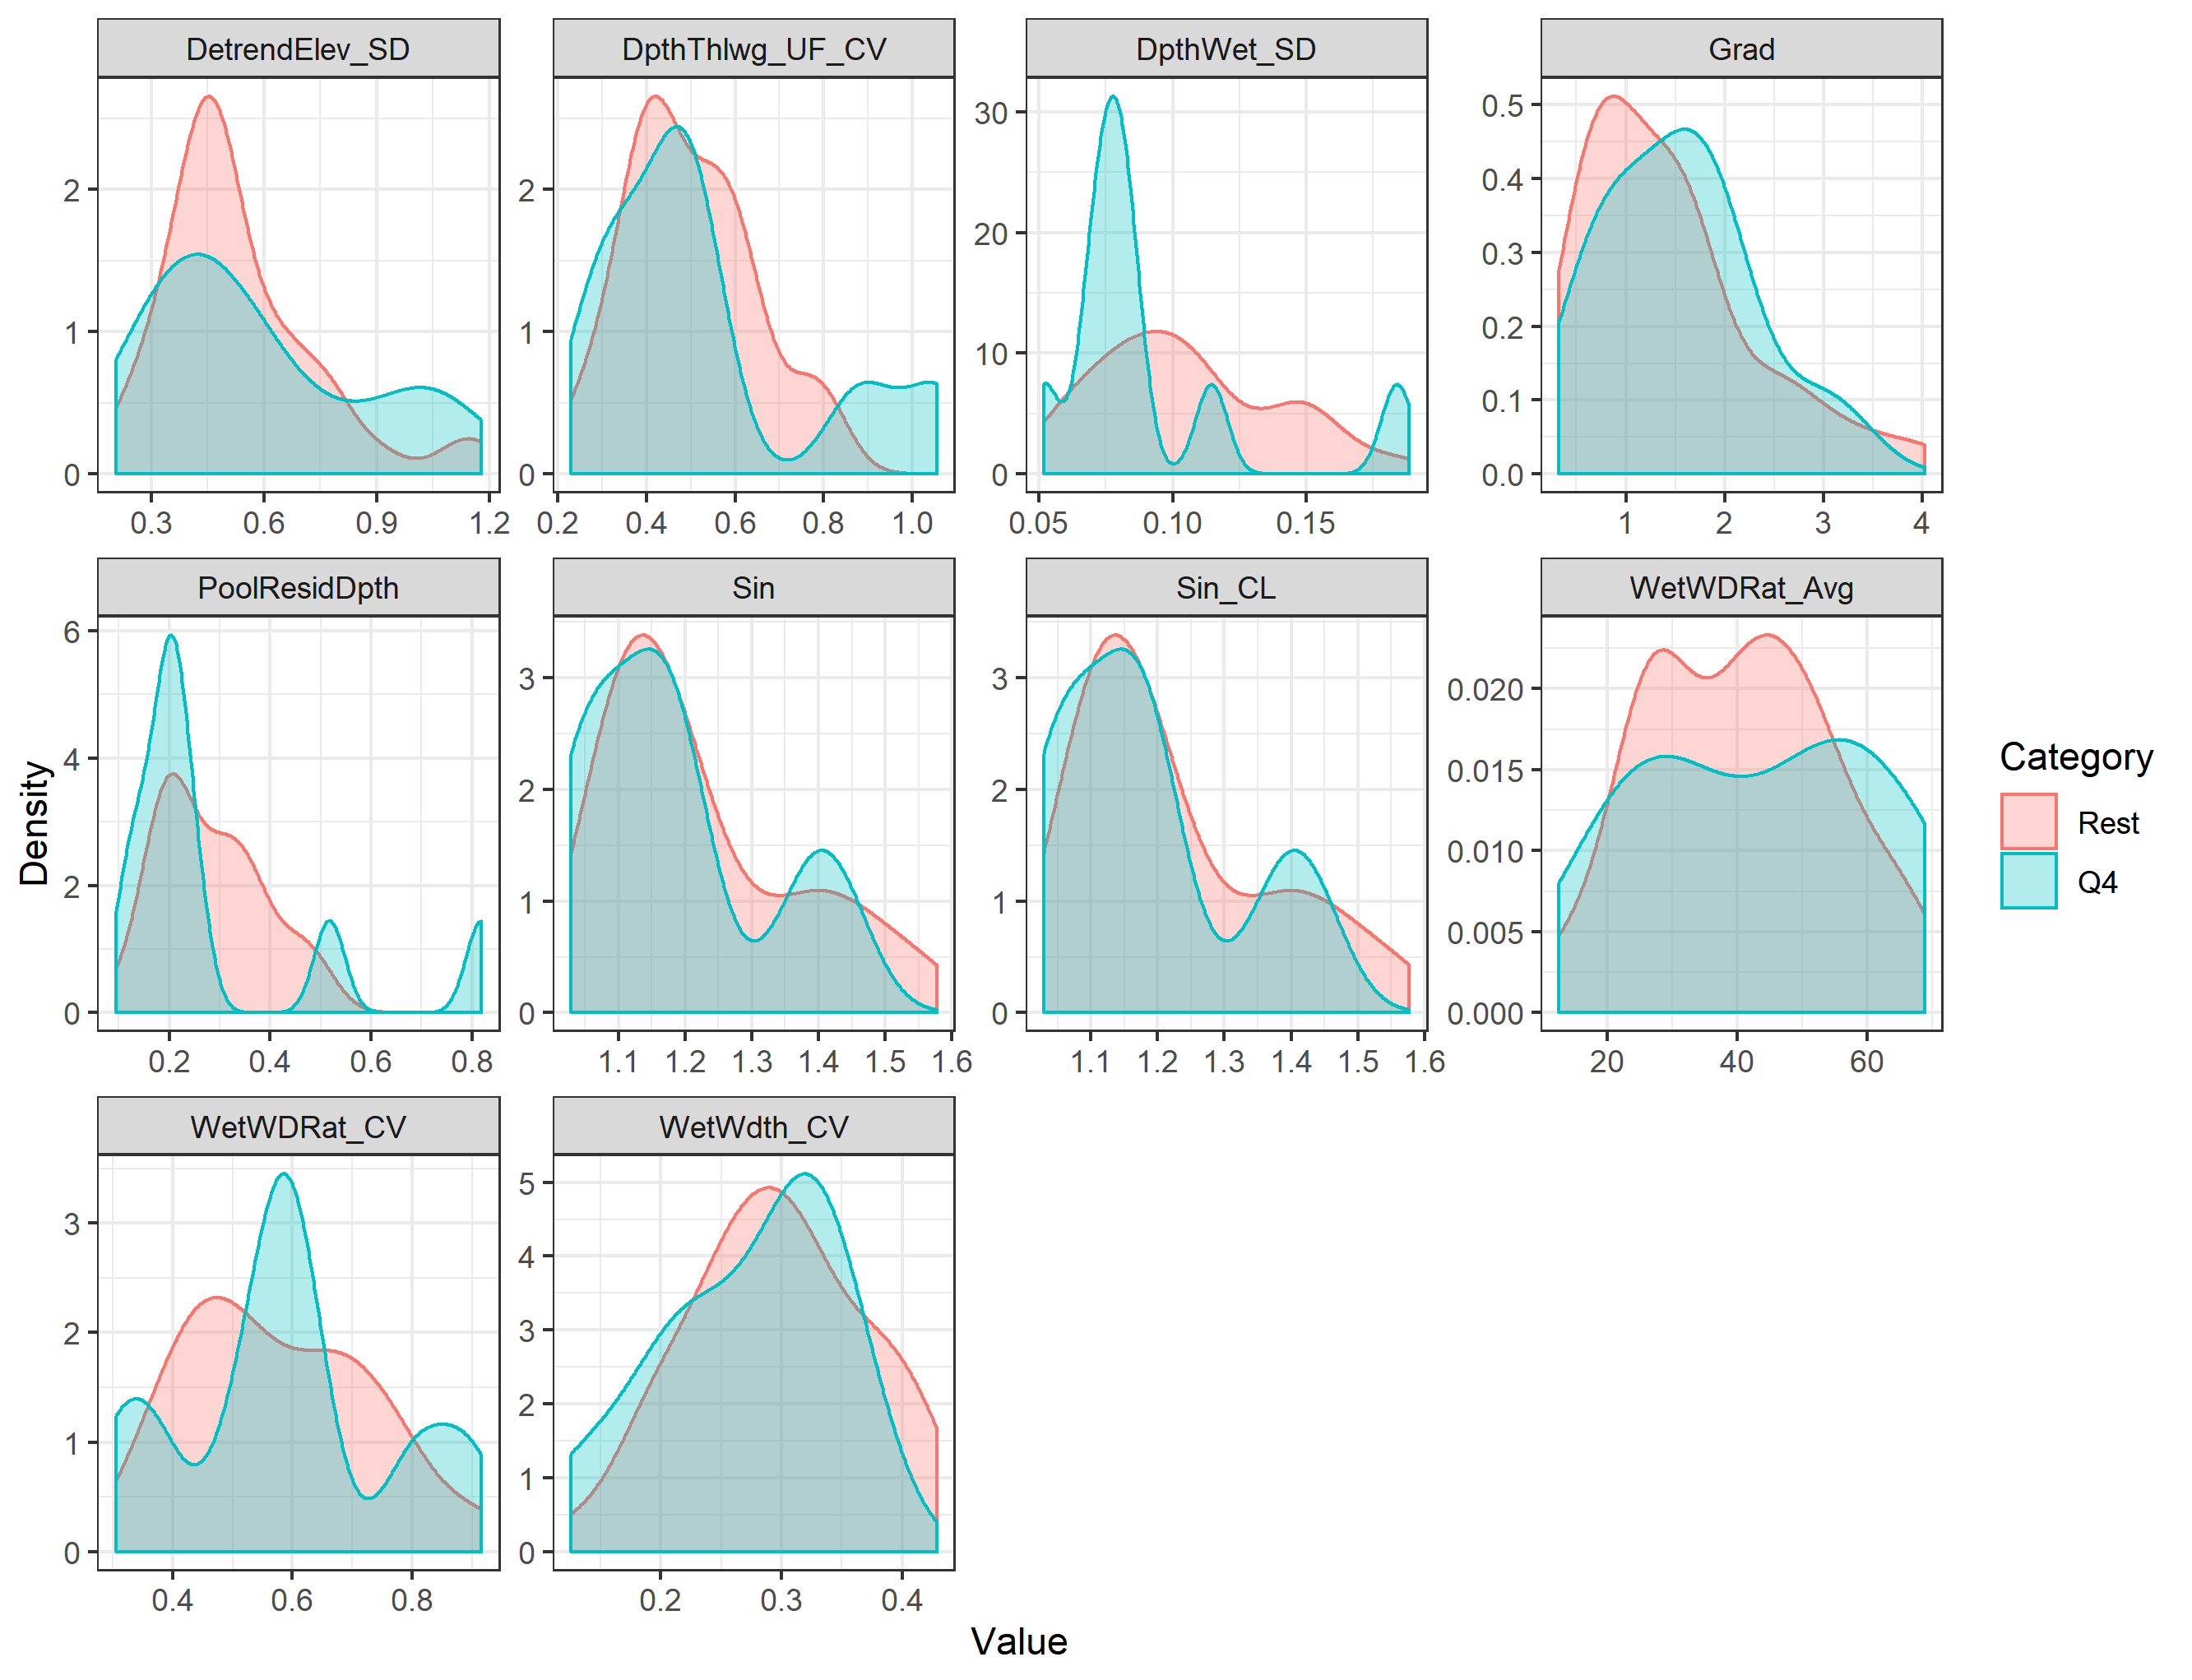 DetrendElev_SD DpthThlwg_UF_CV DpthWet_SD Grad
2
1
0
0.3 0.6 0.9 1.2
2
1
0
0.2 0.4 0.6 0.8 1.0
30
20
10
0
0.05 0.10 0.15
0.5
0.4
0.3
0.2
0.1
0.0
1 2 3 4
PoolResidDpth Sin Sin_CL WetWDRat_Avg
6
4
2
0
0.2 0.4 0.6 0.8
3
2
1
0
1.1 1.2 1.3 1.4 1.5 1.6
3
2
1
0
1.1 1.2 1.3 1.4 1.5 1.6
0.020
0.015
0.010
0.005
0.000
20 40 60
WetWDRat_CV WetWdth_CV
3
2
1
0
0.4 0.6 0.8
5
4
3
2
1
0
0.2 0.3 0.4
Density
Value
Category
Rest
Q4